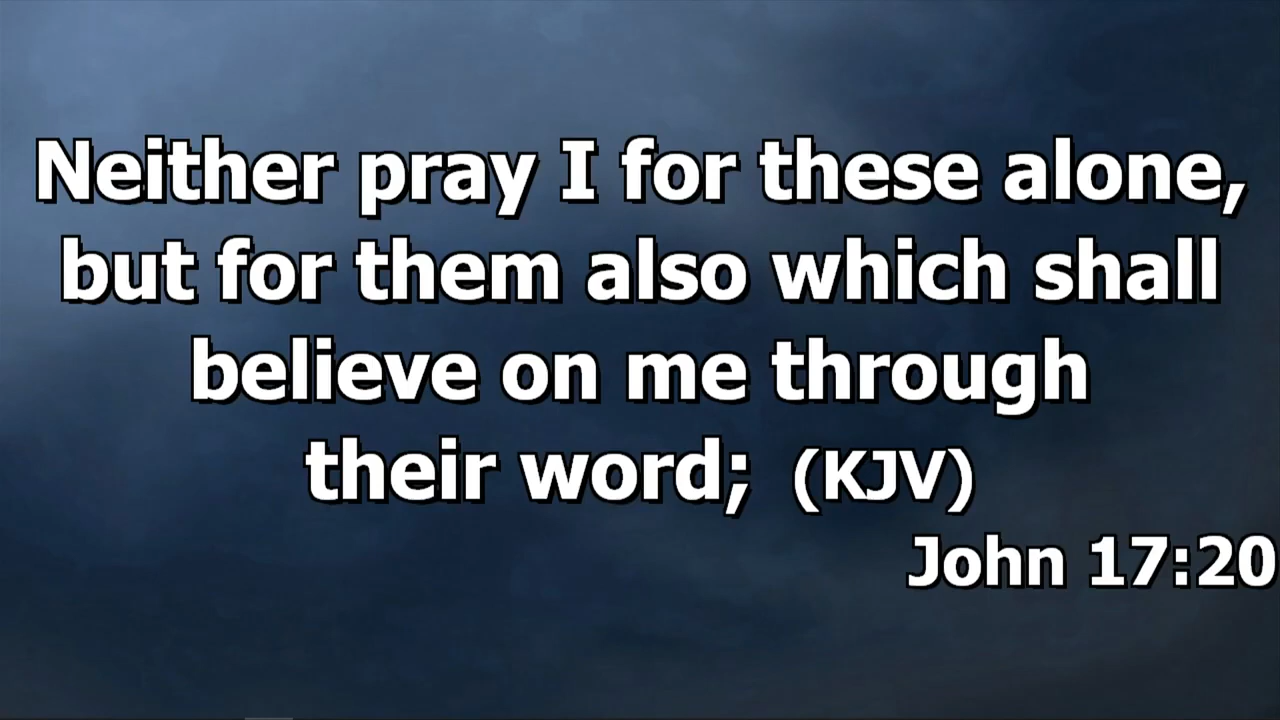 Neither pray I for these alone,
but for them also which shall
believe on me through
their word; (KJV)
John 17:20